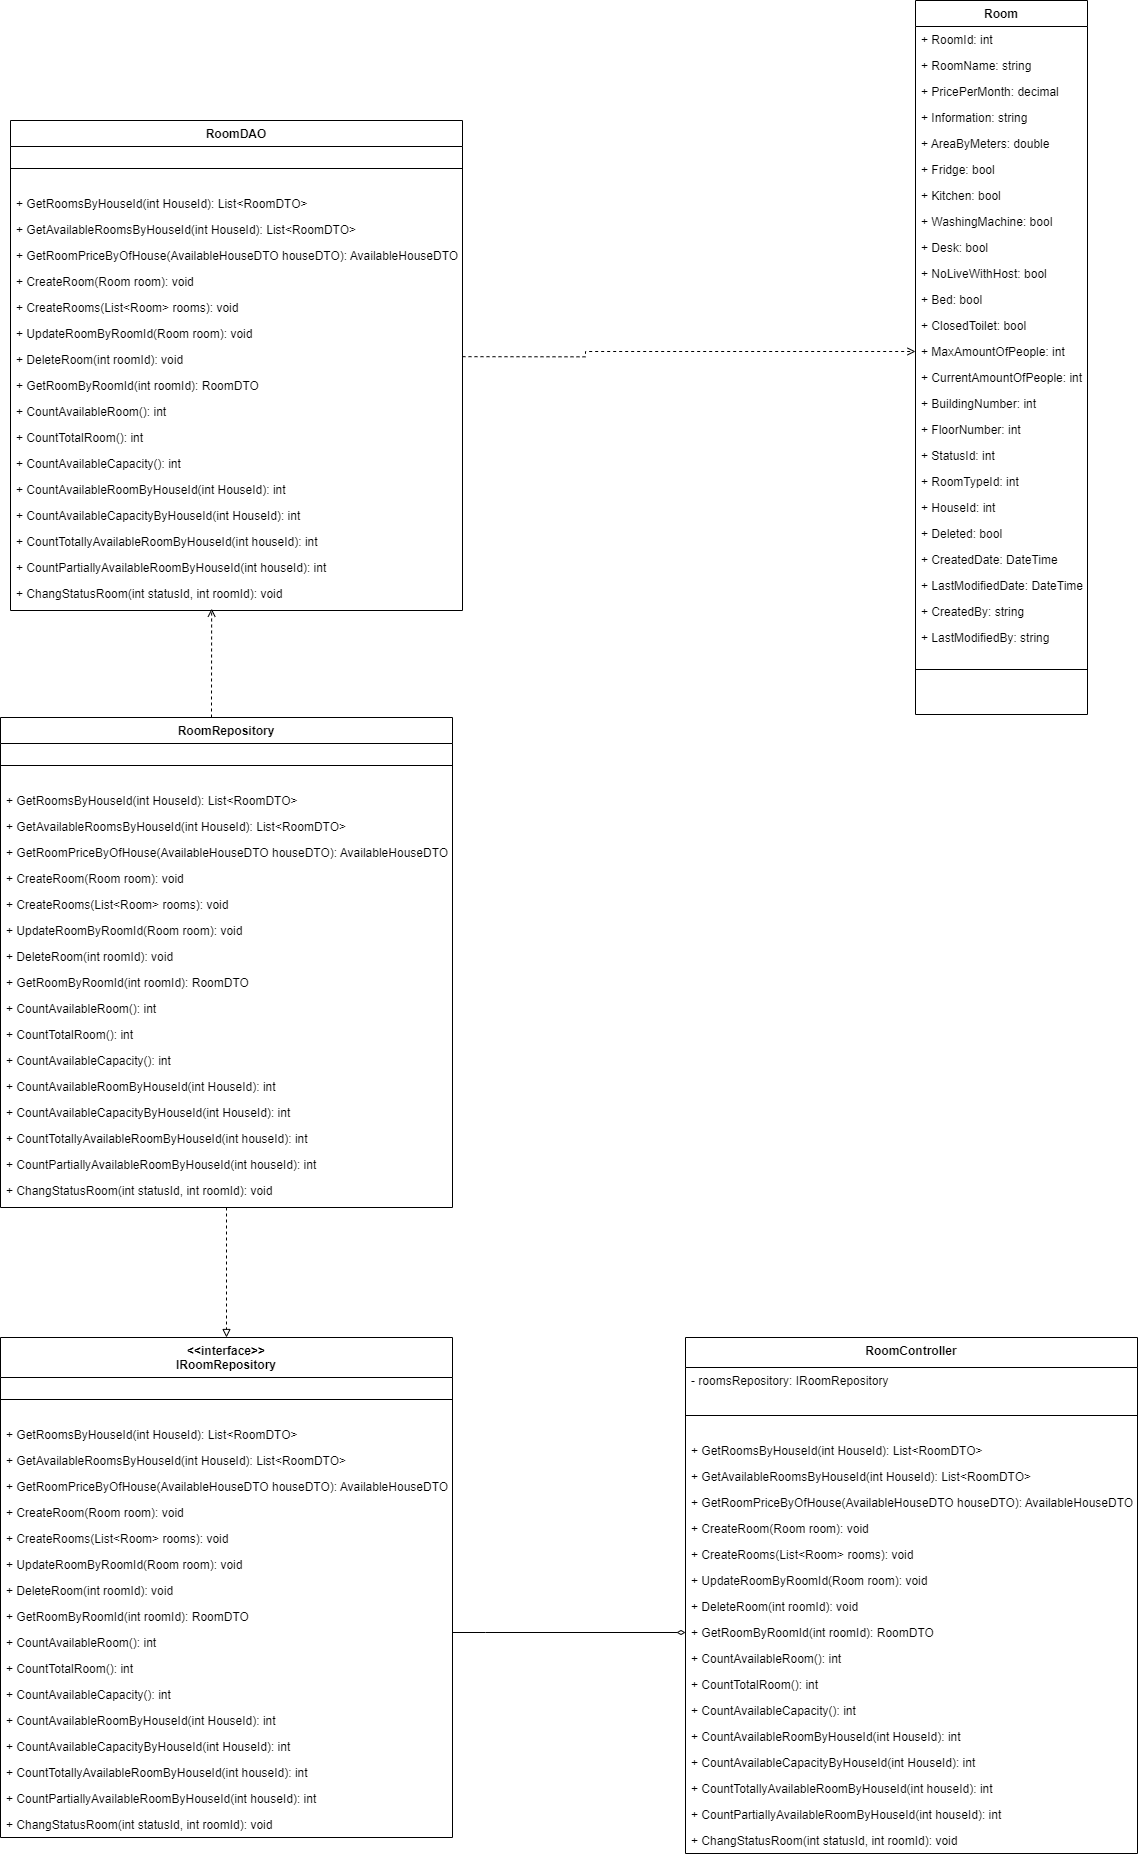 Room
+ RoomId: int
+ RoomName: string
+ PricePerMonth: decimal
+ Information: string
+ AreaByMeters: double
+ Fridge: bool
+ Kitchen: bool
+ WashingMachine: bool
+ Desk: bool
+ NoLiveWithHost: bool
+ Bed: bool
+ ClosedToilet: bool
+ MaxAmountOfPeople: int
+ CurrentAmountOfPeople: int
+ BuildingNumber: int
+ FloorNumber: int
+ StatusId: int
+ RoomTypeId: int
+ HouseId: int
+ Deleted: bool
+ CreatedDate: DateTime
+ LastModifiedDate: DateTime
+ CreatedBy: string
+ LastModifiedBy: string
RoomDAO
+ GetRoomsByHouseId(int HouseId): List<RoomDTO>
+ GetAvailableRoomsByHouseId(int HouseId): List<RoomDTO>
+ GetRoomPriceByOfHouse(AvailableHouseDTO houseDTO): AvailableHouseDTO
+ CreateRoom(Room room): void
+ CreateRooms(List<Room> rooms): void
+ UpdateRoomByRoomId(Room room): void
+ DeleteRoom(int roomId): void
+ GetRoomByRoomId(int roomId): RoomDTO
+ CountAvailableRoom(): int
+ CountTotalRoom(): int
+ CountAvailableCapacity(): int
+ CountAvailableRoomByHouseId(int HouseId): int
+ CountAvailableCapacityByHouseId(int HouseId): int
+ CountTotallyAvailableRoomByHouseId(int houseId): int
+ CountPartiallyAvailableRoomByHouseId(int houseId): int
+ ChangStatusRoom(int statusId, int roomId): void
RoomRepository
+ GetRoomsByHouseId(int HouseId): List<RoomDTO>
+ GetAvailableRoomsByHouseId(int HouseId): List<RoomDTO>
+ GetRoomPriceByOfHouse(AvailableHouseDTO houseDTO): AvailableHouseDTO
+ CreateRoom(Room room): void
+ CreateRooms(List<Room> rooms): void
+ UpdateRoomByRoomId(Room room): void
+ DeleteRoom(int roomId): void
+ GetRoomByRoomId(int roomId): RoomDTO
+ CountAvailableRoom(): int
+ CountTotalRoom(): int
+ CountAvailableCapacity(): int
+ CountAvailableRoomByHouseId(int HouseId): int
+ CountAvailableCapacityByHouseId(int HouseId): int
+ CountTotallyAvailableRoomByHouseId(int houseId): int
+ CountPartiallyAvailableRoomByHouseId(int houseId): int
+ ChangStatusRoom(int statusId, int roomId): void
<<interface>>
IRoomRepository
+ GetRoomsByHouseId(int HouseId): List<RoomDTO>
+ GetAvailableRoomsByHouseId(int HouseId): List<RoomDTO>
+ GetRoomPriceByOfHouse(AvailableHouseDTO houseDTO): AvailableHouseDTO
+ CreateRoom(Room room): void
+ CreateRooms(List<Room> rooms): void
+ UpdateRoomByRoomId(Room room): void
+ DeleteRoom(int roomId): void
+ GetRoomByRoomId(int roomId): RoomDTO
+ CountAvailableRoom(): int
+ CountTotalRoom(): int
+ CountAvailableCapacity(): int
+ CountAvailableRoomByHouseId(int HouseId): int
+ CountAvailableCapacityByHouseId(int HouseId): int
+ CountTotallyAvailableRoomByHouseId(int houseId): int
+ CountPartiallyAvailableRoomByHouseId(int houseId): int
+ ChangStatusRoom(int statusId, int roomId): void
RoomController
- roomsRepository: IRoomRepository
+ GetRoomsByHouseId(int HouseId): List<RoomDTO>
+ GetAvailableRoomsByHouseId(int HouseId): List<RoomDTO>
+ GetRoomPriceByOfHouse(AvailableHouseDTO houseDTO): AvailableHouseDTO
+ CreateRoom(Room room): void
+ CreateRooms(List<Room> rooms): void
+ UpdateRoomByRoomId(Room room): void
+ DeleteRoom(int roomId): void
+ GetRoomByRoomId(int roomId): RoomDTO
+ CountAvailableRoom(): int
+ CountTotalRoom(): int
+ CountAvailableCapacity(): int
+ CountAvailableRoomByHouseId(int HouseId): int
+ CountAvailableCapacityByHouseId(int HouseId): int
+ CountTotallyAvailableRoomByHouseId(int houseId): int
+ CountPartiallyAvailableRoomByHouseId(int houseId): int
+ ChangStatusRoom(int statusId, int roomId): void